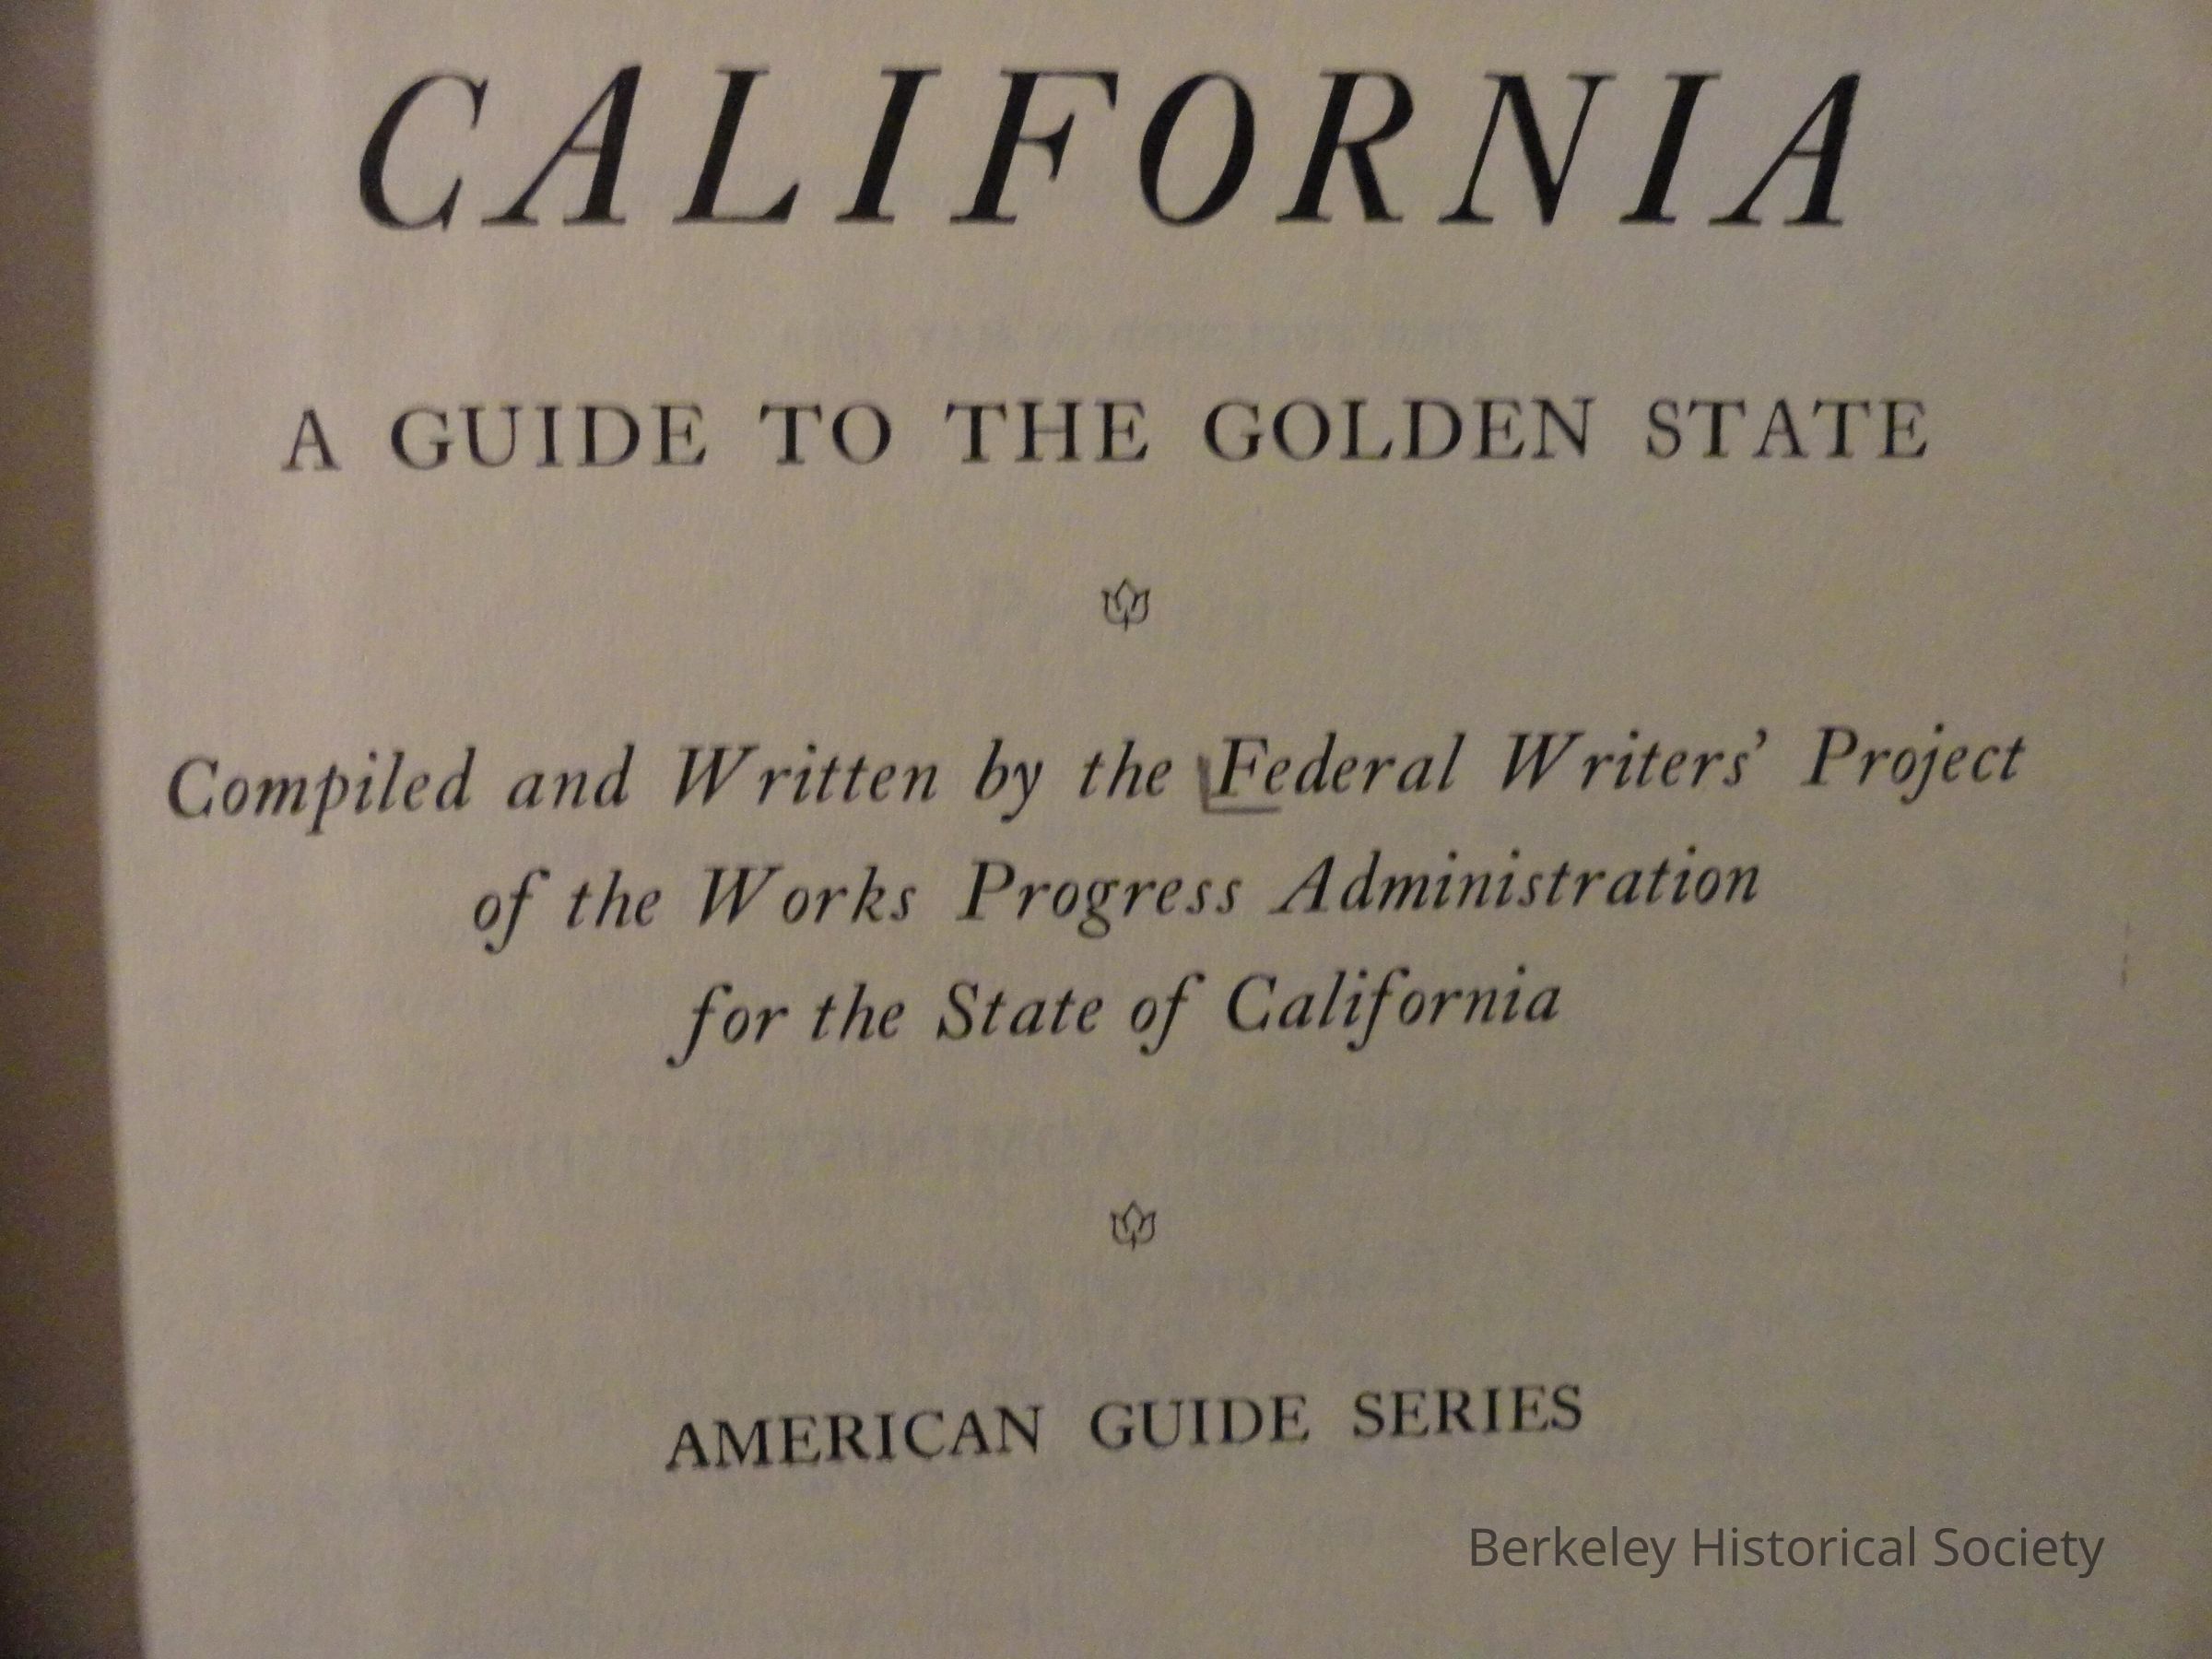 CALIFORNIA
A GUIDE TO THE GOLDEN STATE
Compiled and Written by the Federal Writers’ Project
of the Works Progress Administration
for the State of California
AMERICAN GUIDE SERIES
Berkeley Historical Society